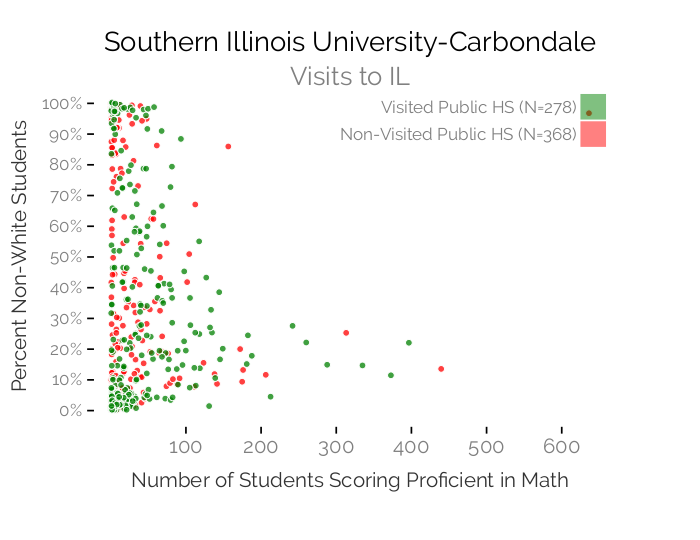 Southern Illinois University-Carbondale
Visits to IL
Visited Public HS (N=278)
Non-Visited Public HS (N=368)
Percent Non-White Students
100%
90%
80%
70%
60%
50%
40%
30%
20%
10%
0%
100 200 300 400 500 600
Number of Students Scoring Proficient in Math